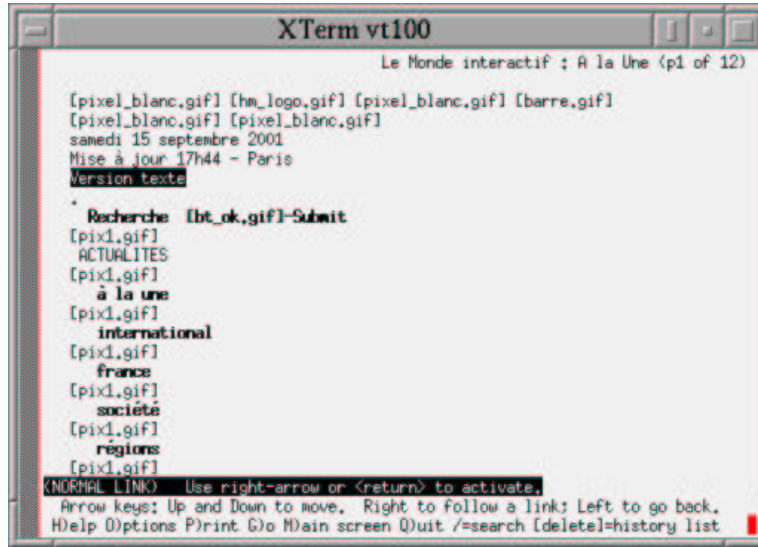 XTerm vt100
Le Monde interactif : A la Une (p1 of 12)
[pixel_blanc.gif] [hm_logo.gif] [pixel_blanc.gif] [barre.gif]
[pixel_blanc.gif] [pixel_blanc.gif]
samedi 15 septembre 2001
Mise à jour 17h44 - Paris
Version texte
.
Recherche [bt_ok.gif]-Submit
[pix1.gif]
ACTUALITES
[pix1.gif]
à la une
[pix1.gif]
international
[pix1.gif]
france
[pix1.gif]
société
[pix1.gif]
régions
[pix1.gif]
(NORMAL LINK) Use right-arrow or <return> to activate.
Arrow keys: Up and Down to move. Right to follow a link; Left to go back.
H)elp O)ptions P)rint G)o M)ain screen Q)uit /=search [delete]=history list